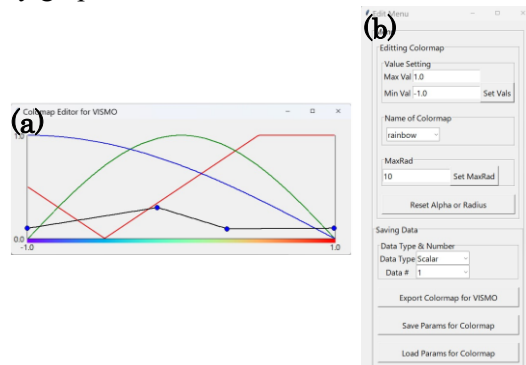 (a)
Colormap Editor for VISMO
1.0
0.0
-1.0
1.0
(b)
Edit Menu
Editting Colormap
Value Setting
Max Val 1.0
Min Val -1.0
Set Vals
Name of Colormap
rainbow
MaxRad
10
Set MaxRad
Reset Alpha or Radius
Saving Data
Data Type & Number
Data Type Scalar
Data # 1
Export Colormap for VISMO
Save Params for Colormap
Load Params for Colormap